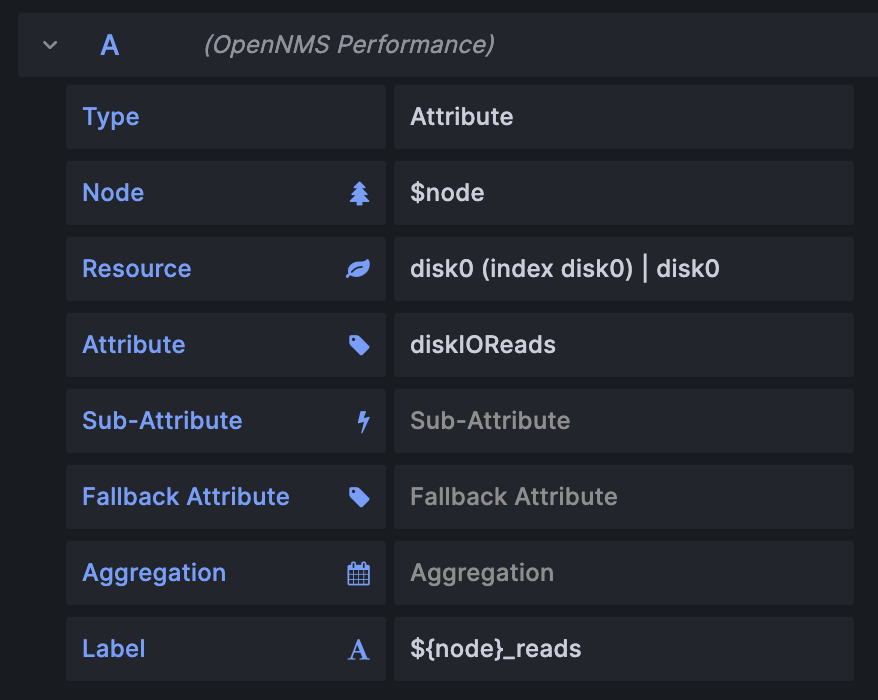 A (OpenNMS Performance)
Type Attribute
Node $node
Resource disk0 (index disk0) | disk0
Attribute diskIOReads
Sub-Attribute Sub-Attribute
Fallback Attribute Fallback Attribute
Aggregation Aggregation
Label A ${node}_reads